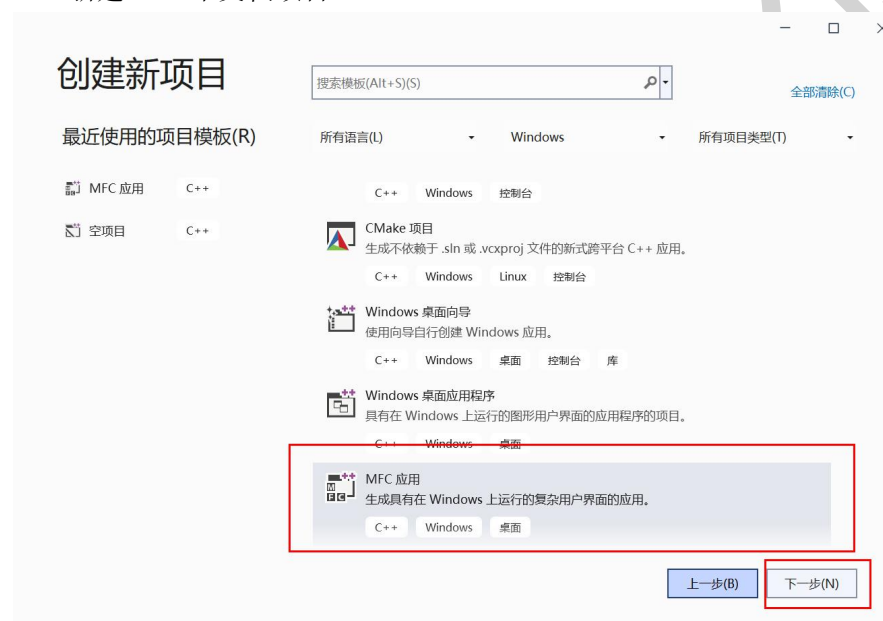 创建新项目
搜索模板(Alt+S)(S)
全部清除(C)
最近使用的项目模板(R)
所有语言(L) Windows 所有项目类型(T)
MFC 应用 C++
空项目 C++
C++ Windows 控制台
CMake 项目
生成不依赖于 .sln 或 .vcxproj 文件的新式跨平台 C++ 应用。
C++ Windows Linux 控制台
Windows 桌面向导
使用向导自行创建 Windows 应用。
C++ Windows 桌面 控制台 库
Windows 桌面应用程序
具有在 Windows 上运行的图形用户界面的应用程序的项目。
C++ Windows 桌面
MFC 应用
生成具有在 Windows 上运行的复杂用户界面的应用。
C++ Windows 桌面
上一步(B) 下一步(N)